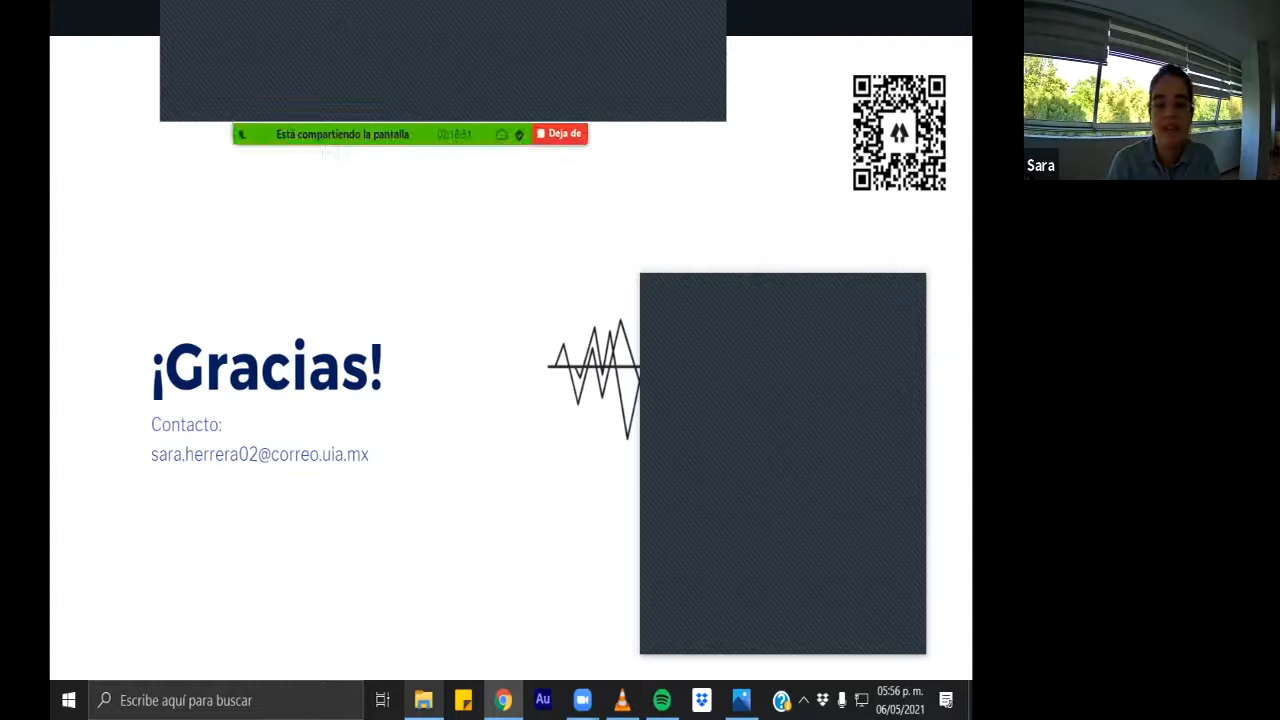 Está compartiendo la pantalla
Deja de
Sara
¡Gracias!
Contacto:
sara.herrera02@correo.uia.mx
Escribe aquí para buscar
Au
05:56 p. m.
06/05/2021